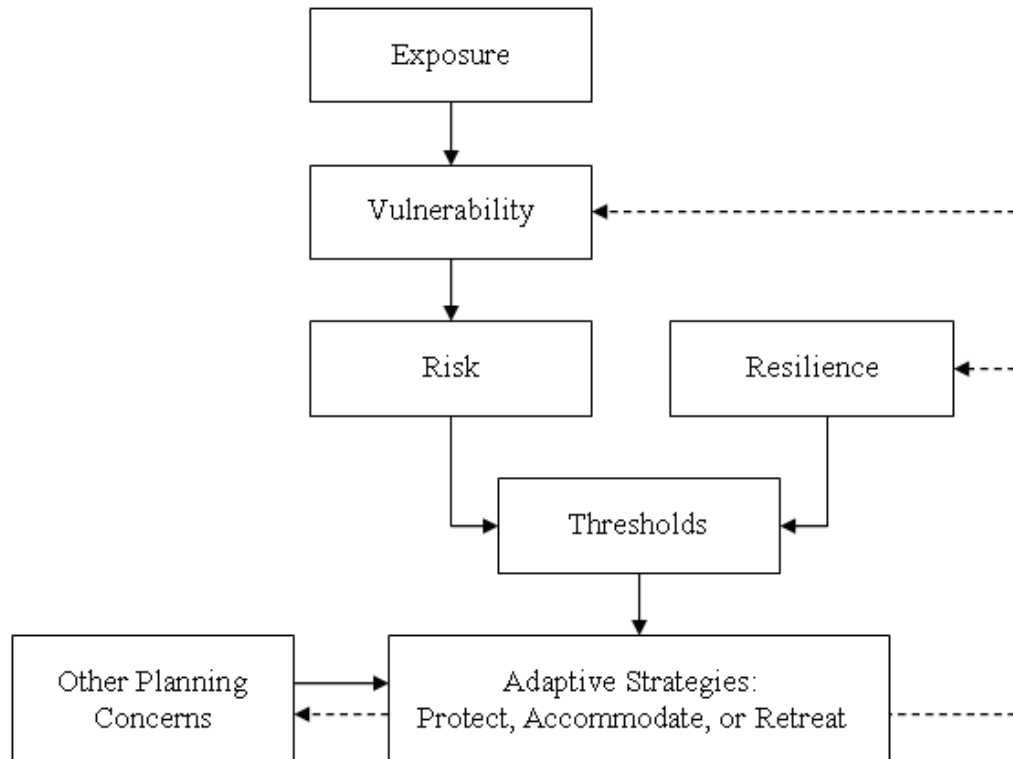 Exposure
Vulnerability
Risk
Resilience
Thresholds
Other Planning
Concerns
Adaptive Strategies:
Protect, Accommodate, or Retreat